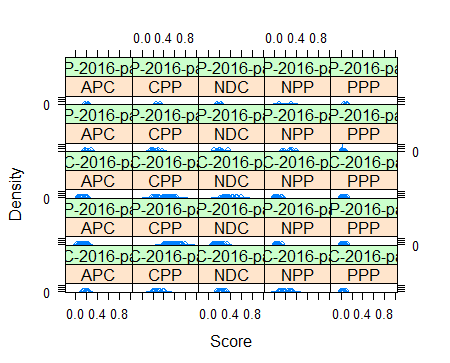 0.0 0.4 0.8 0.0 0.4 0.8
P-2016-pa P-2016-pa P-2016-pa P-2016-pa P-2016-pa
APC CPP NDC NPP PPP
0
P-2016-pa P-2016-pa P-2016-pa P-2016-pa P-2016-pa
APC CPP NDC NPP PPP
0
C-2016-pa C-2016-pa C-2016-pa C-2016-pa C-2016-pa
APC CPP NDC NPP PPP
0
P-2016-pa P-2016-pa P-2016-pa P-2016-pa P-2016-pa
APC CPP NDC NPP PPP
0
C-2016-pa C-2016-pa C-2016-pa C-2016-pa C-2016-pa
APC CPP NDC NPP PPP
0
0.0 0.4 0.8 0.0 0.4 0.8 0.0 0.4 0.8
Density
Score